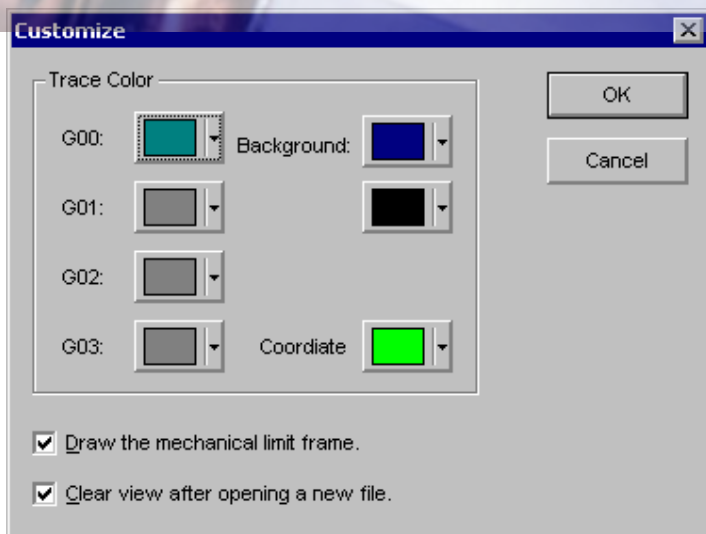 Customize
Trace Color
G00:
Background:
G01:
G02:
G03:
Coordiate
OK
Cancel
Draw the mechanical limit frame.
Clear view after opening a new file.